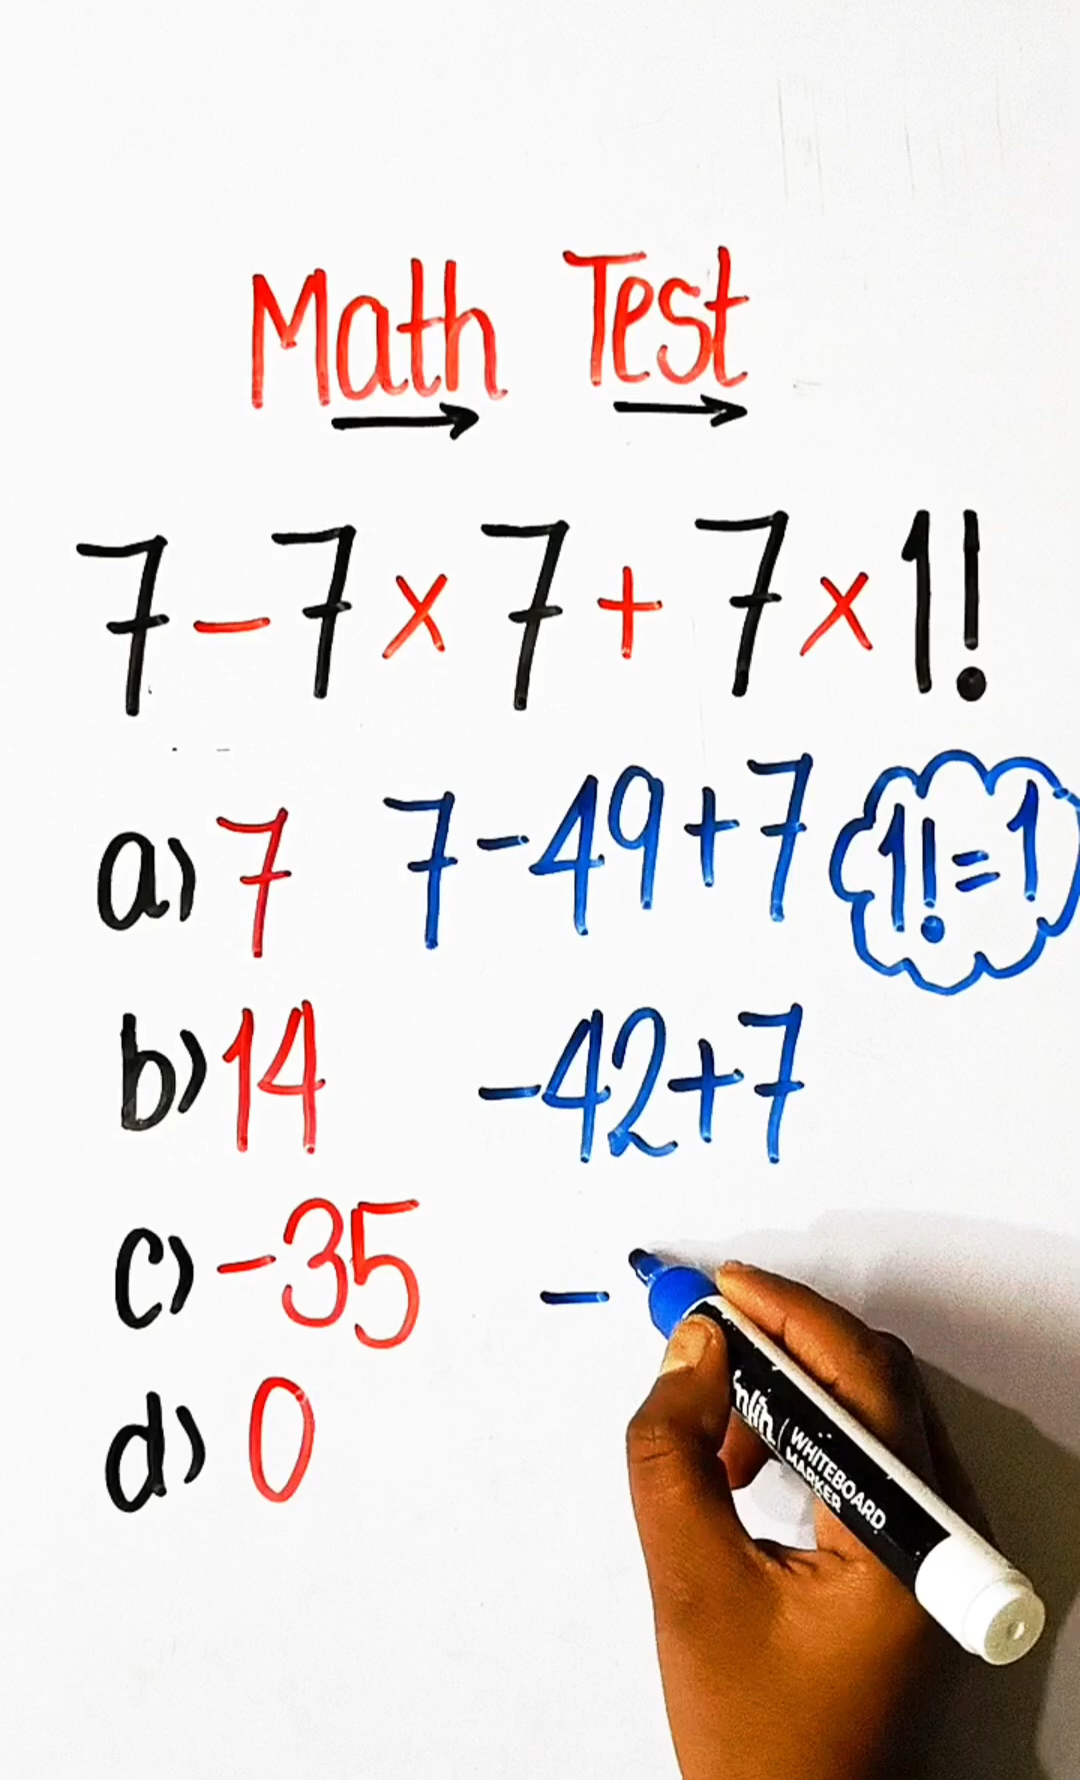 Math Test
7-7×7+7×1!
a) 7
7-49+7
1!=1
b) 14
-42+7
c) -35
-
d) 0
WHITEBOARD
MARKER